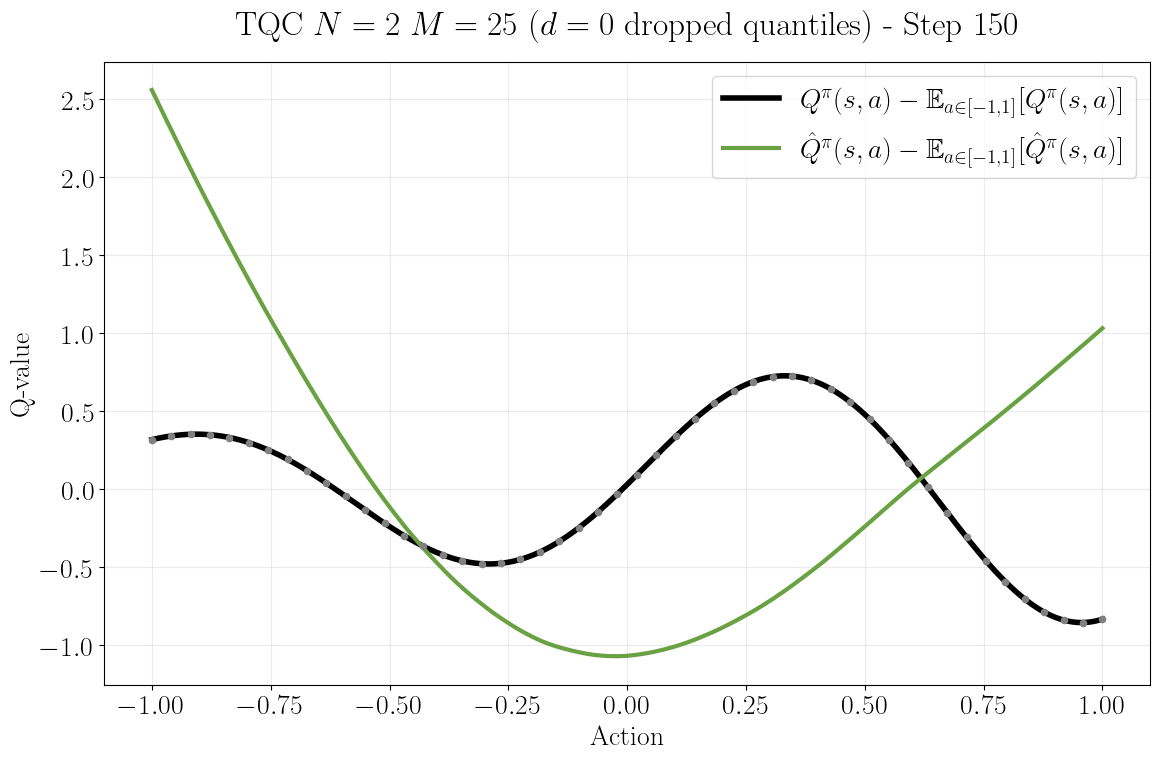 TQC N = 2 M = 25 (d = 0 dropped quantiles) - Step 150
Q^π(s, a) − 𝔼_{a∈[−1,1]}[Q^π(s, a)]
Q̂^π(s, a) − 𝔼_{a∈[−1,1]}[Q̂^π(s, a)]
Q-value
2.5
2.0
1.5
1.0
0.5
0.0
−0.5
−1.0
−1.00 −0.75 −0.50 −0.25 0.00 0.25 0.50 0.75 1.00
Action